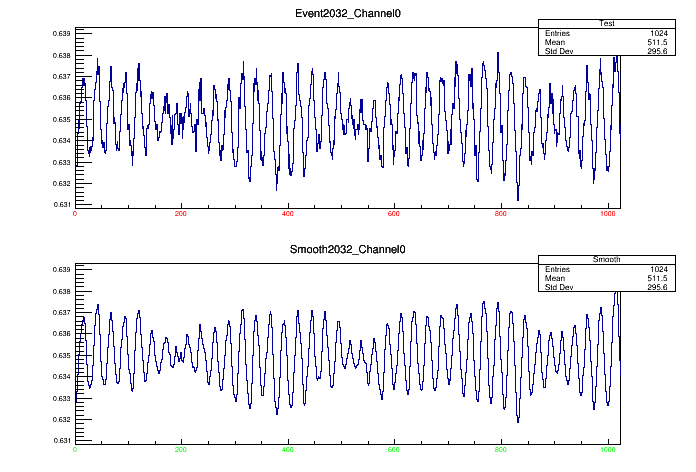 Event2032_Channel0
Test
Entries 1024
Mean 511.5
Std Dev 295.6
0.639
0.638
0.637
0.636
0.635
0.634
0.633
0.632
0.631
0 200 400 600 800 1000
Smooth2032_Channel0
Smooth
Entries 1024
Mean 511.5
Std Dev 295.6
0.639
0.638
0.637
0.636
0.635
0.634
0.633
0.632
0.631
0 200 400 600 800 1000